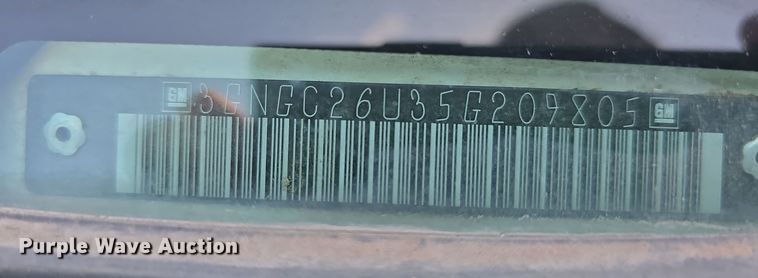 GM 3GNGC26U35G209805 GM
Purple Wave Auction